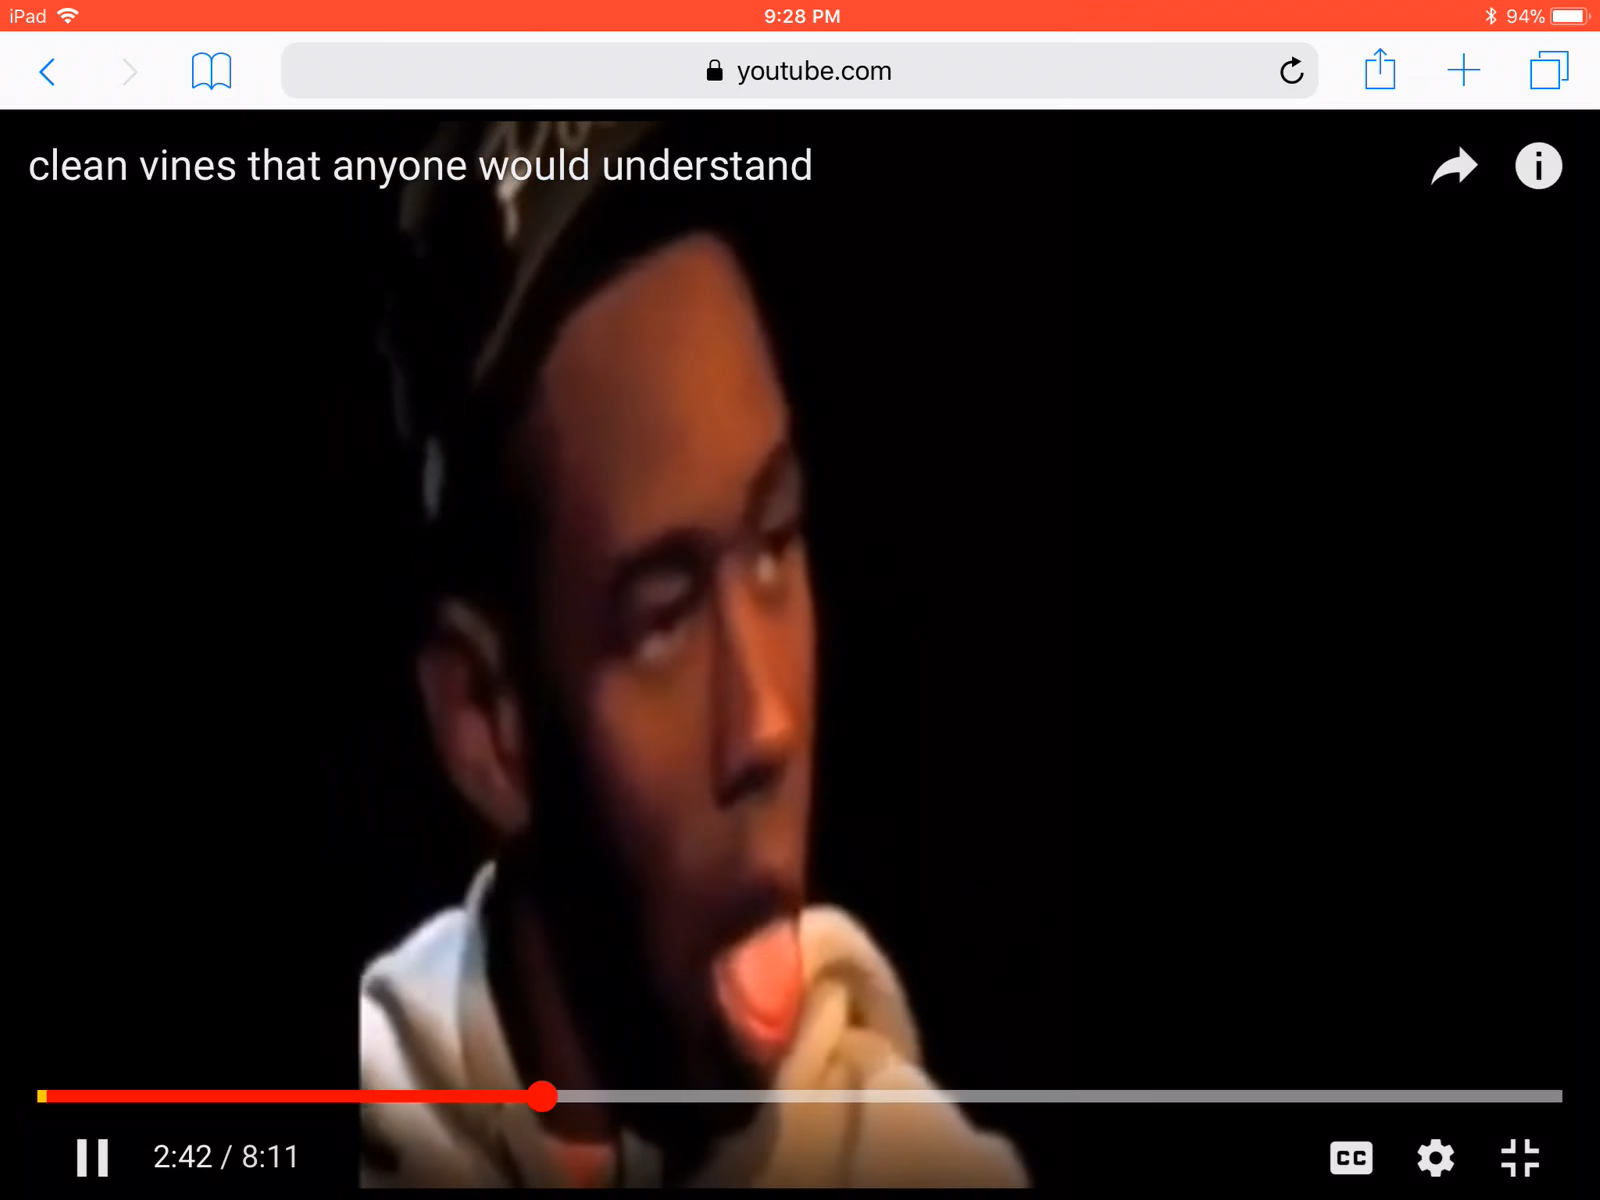 iPad 9:28 PM 94%
youtube.com
clean vines that anyone would understand
2:42 / 8:11
CC